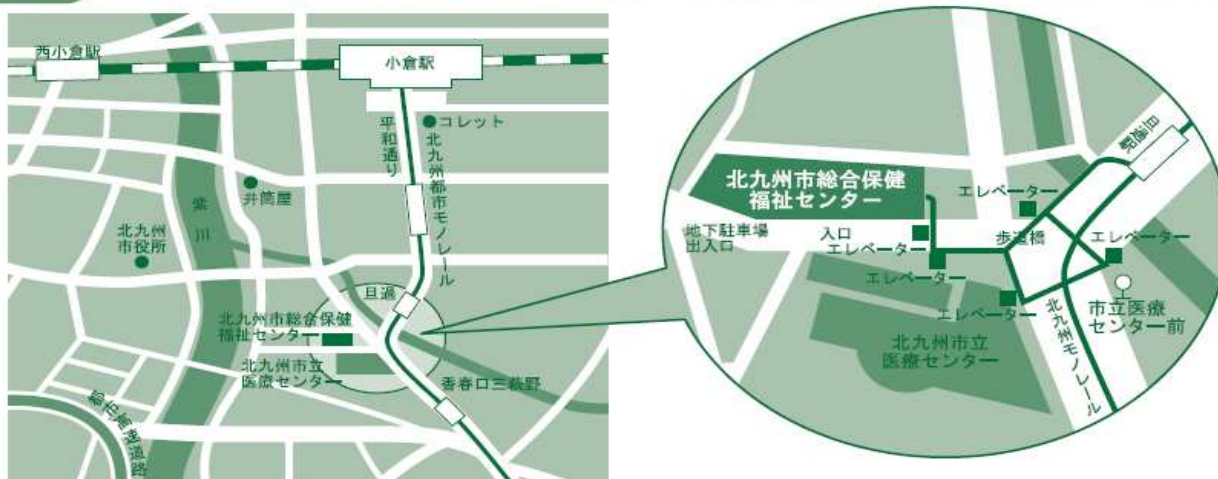 西小倉駅
小倉駅
コレット
平和通り
北九州都市モノレール
井筒屋
紫川
北九州
市役所
旦過
北九州市総合保健
福祉センター
北九州市立
医療センター
香春口三萩野
都市高速道路
旦過駅
北九州市総合保健
福祉センター
エレベーター
地下駐車場
出入口
入口
エレベーター
歩道橋
エレベーター
エレベーター
エレベーター
市立医療
センター前
北九州市立
医療センター
北九州モノレール